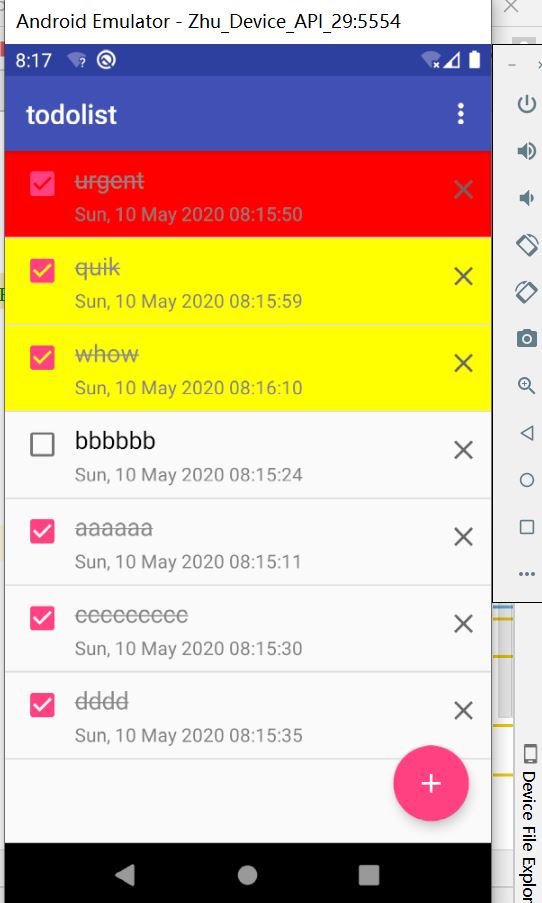 Android Emulator - Zhu_Device_API_29:5554
8:17
todolist
urgent
Sun, 10 May 2020 08:15:50
quik
Sun, 10 May 2020 08:15:59
whow
Sun, 10 May 2020 08:16:10
bbbbbb
Sun, 10 May 2020 08:15:24
aaaaaa
Sun, 10 May 2020 08:15:11
ccccccccc
Sun, 10 May 2020 08:15:30
dddd
Sun, 10 May 2020 08:15:35
Device File Explor